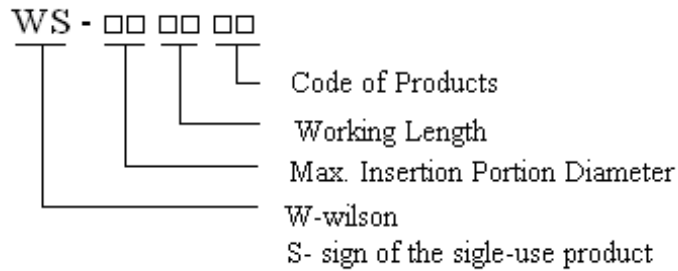 WS - □□ □□ □□
Code of Products
Working Length
Max. Insertion Portion Diameter
W-wilson
S- sign of the sigle-use product